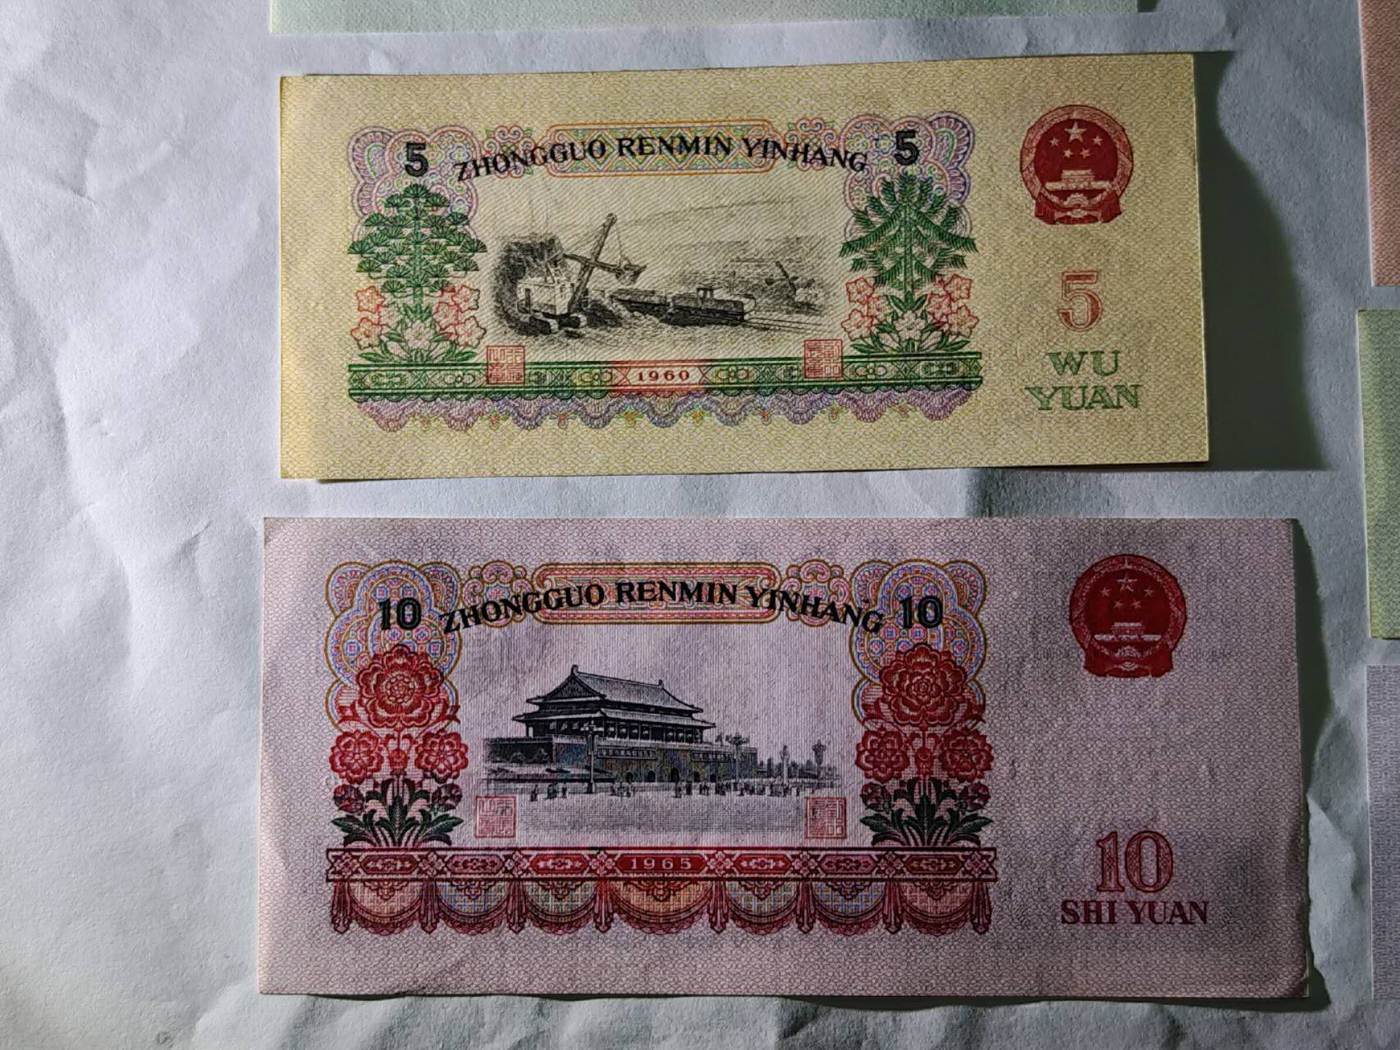 5 ZHONGGUO RENMIN YINHANG 5
5
WU
YUAN
1960
10 ZHONGGUO RENMIN YINHANG 10
1965
10
SHI YUAN